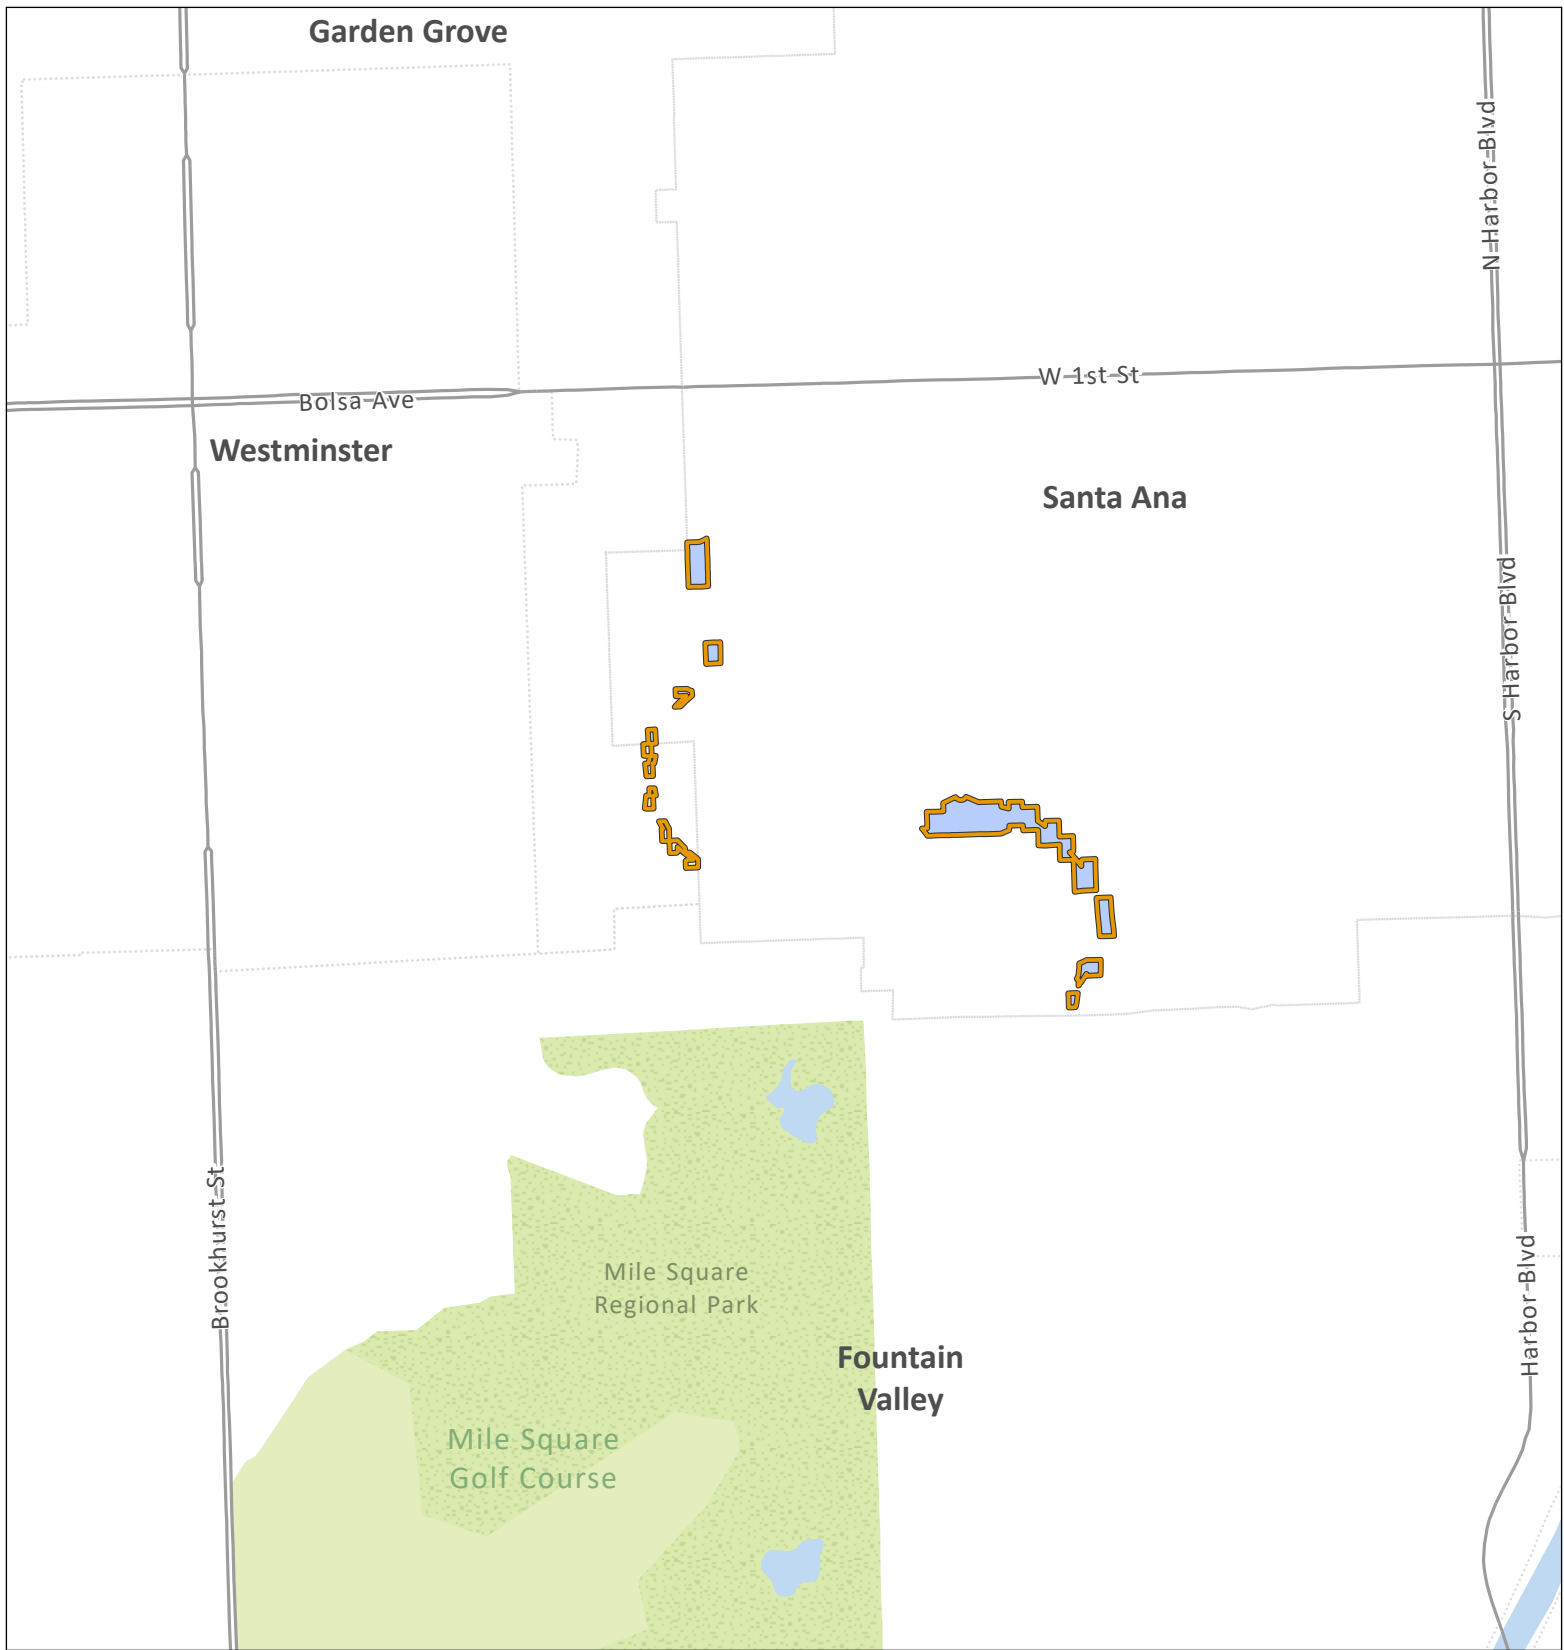 Garden Grove
N Harbor Blvd
W 1st St
Bolsa Ave
Westminster
Santa Ana
S Harbor Blvd
Brookhurst St
Mile Square
Regional Park
Harbor Blvd
Fountain
Valley
Mile Square
Golf Course